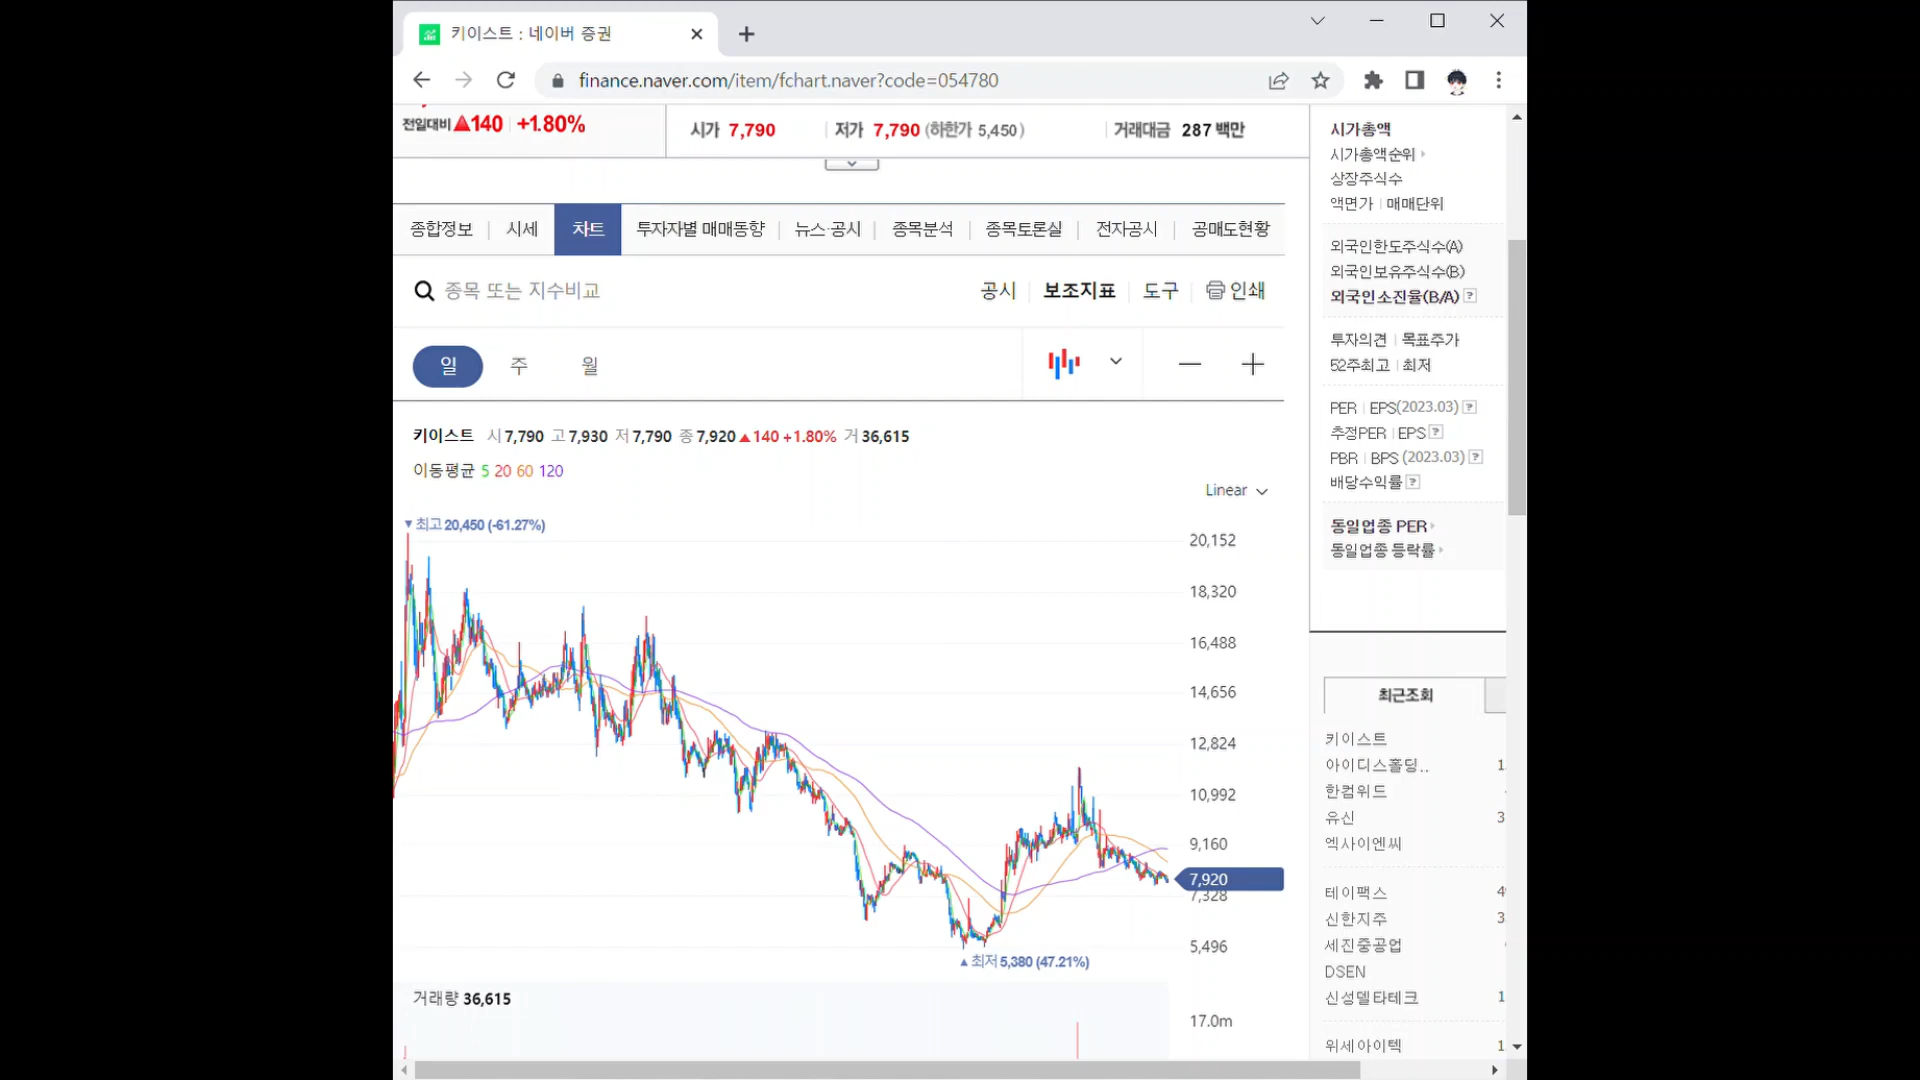 키이스트 : 네이버 증권
finance.naver.com/item/fchart.naver?code=054780
전일대비 ▲140 +1.80%
시가 7,790
저가 7,790 (하한가 5,450)
거래대금 287 백만
종합정보 시세 차트 투자자별 매매동향 뉴스·공시 종목분석 종목토론실 전자공시 공매도현황
종목 또는 지수비교
공시 보조지표 도구 인쇄
일 주 월
키이스트 시 7,790 고 7,930 저 7,790 종 7,920 ▲140 +1.80% 거 36,615
이동평균 5 20 60 120
Linear
▼최고 20,450 (-61.27%)
20,152
18,320
16,488
14,656
12,824
10,992
9,160
7,920
7,328
5,496
▲최저 5,380 (47.21%)
거래량 36,615
17.0m
시가총액
시가총액순위
상장주식수
액면가 매매단위
외국인한도주식수(A)
외국인보유주식수(B)
외국인소진율(B/A) ?
투자의견 목표주가
52주최고 최저
PER EPS(2023.03) ?
추정PER EPS ?
PBR BPS (2023.03) ?
배당수익률 ?
동일업종 PER
동일업종 등락률
최근조회
키이스트
아이디스홀딩..
한컴위드
유신 3
엑사이엔씨
테이팩스
신한지주 3
세진중공업
DSEN
신성델타테크 1
위세아이텍